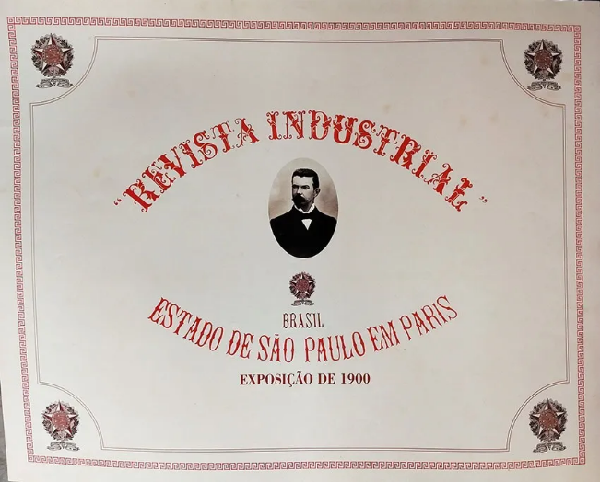 "REVISTA INDUSTRIAL"
BRASIL
ESTADO DE SÃO PAULO EM PARIS
EXPOSIÇÃO DE 1900